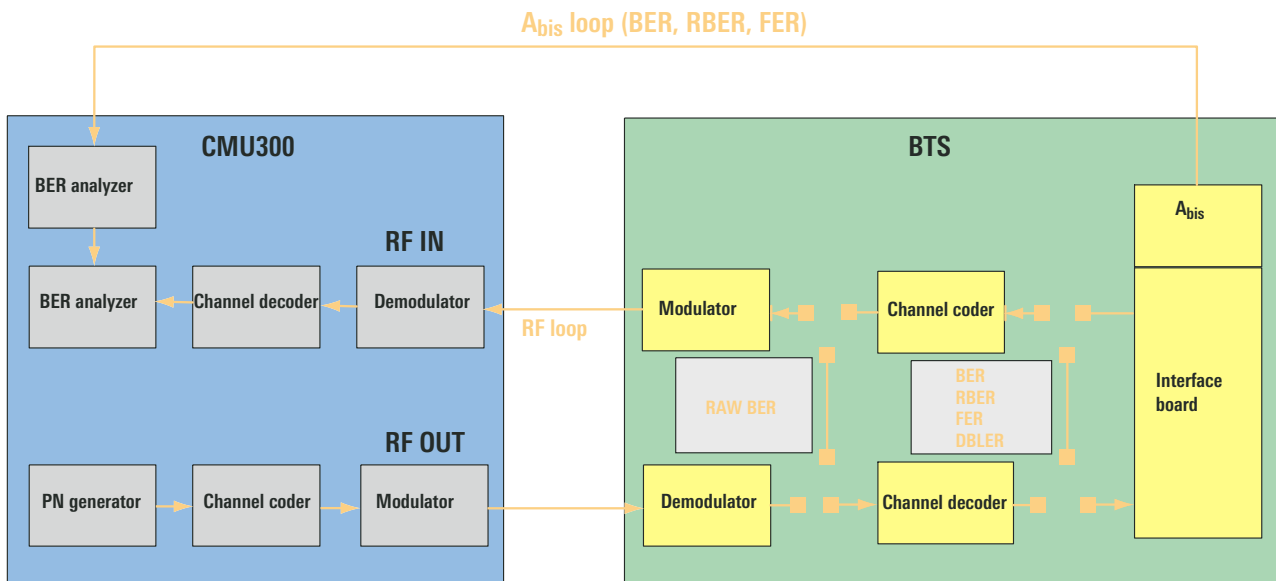 A_bis loop (BER, RBER, FER)
CMU300
BTS
BER analyzer
A_bis
RF IN
BER analyzer
Channel decoder
Demodulator
RF loop
Modulator
Channel coder
RAW BER
BER
RBER
FER
DBLER
Interface
board
RF OUT
PN generator
Channel coder
Modulator
Demodulator
Channel decoder